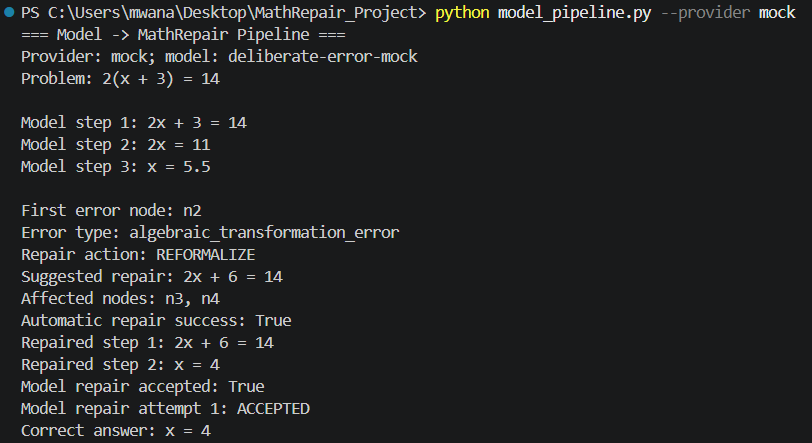 PS C:\Users\mwana\Desktop\MathRepair_Project> python model_pipeline.py --provider mock
=== Model -> MathRepair Pipeline ===
Provider: mock; model: deliberate-error-mock
Problem: 2(x + 3) = 14
Model step 1: 2x + 3 = 14
Model step 2: 2x = 11
Model step 3: x = 5.5
First error node: n2
Error type: algebraic_transformation_error
Repair action: REFORMALIZE
Suggested repair: 2x + 6 = 14
Affected nodes: n3, n4
Automatic repair success: True
Repaired step 1: 2x + 6 = 14
Repaired step 2: x = 4
Model repair accepted: True
Model repair attempt 1: ACCEPTED
Correct answer: x = 4